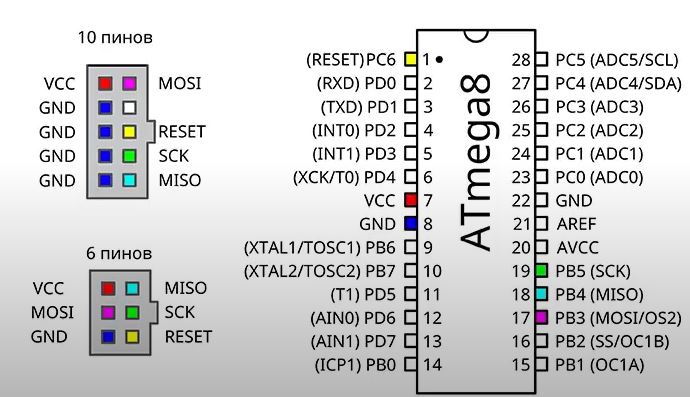 10 пинов
VCC MOSI
GND
GND RESET
GND SCK
GND MISO
6 пинов
VCC MISO
MOSI SCK
GND RESET
ATmega8
(RESET)PC6 1 28 PC5 (ADC5/SCL)
(RXD) PD0 2 27 PC4 (ADC4/SDA)
(TXD) PD1 3 26 PC3 (ADC3)
(INT0) PD2 4 25 PC2 (ADC2)
(INT1) PD3 5 24 PC1 (ADC1)
(XCK/T0) PD4 6 23 PC0 (ADC0)
VCC 7 22 GND
GND 8 21 AREF
(XTAL1/TOSC1) PB6 9 20 AVCC
(XTAL2/TOSC2) PB7 10 19 PB5 (SCK)
(T1) PD5 11 18 PB4 (MISO)
(AIN0) PD6 12 17 PB3 (MOSI/OS2)
(AIN1) PD7 13 16 PB2 (SS/OC1B)
(ICP1) PB0 14 15 PB1 (OC1A)